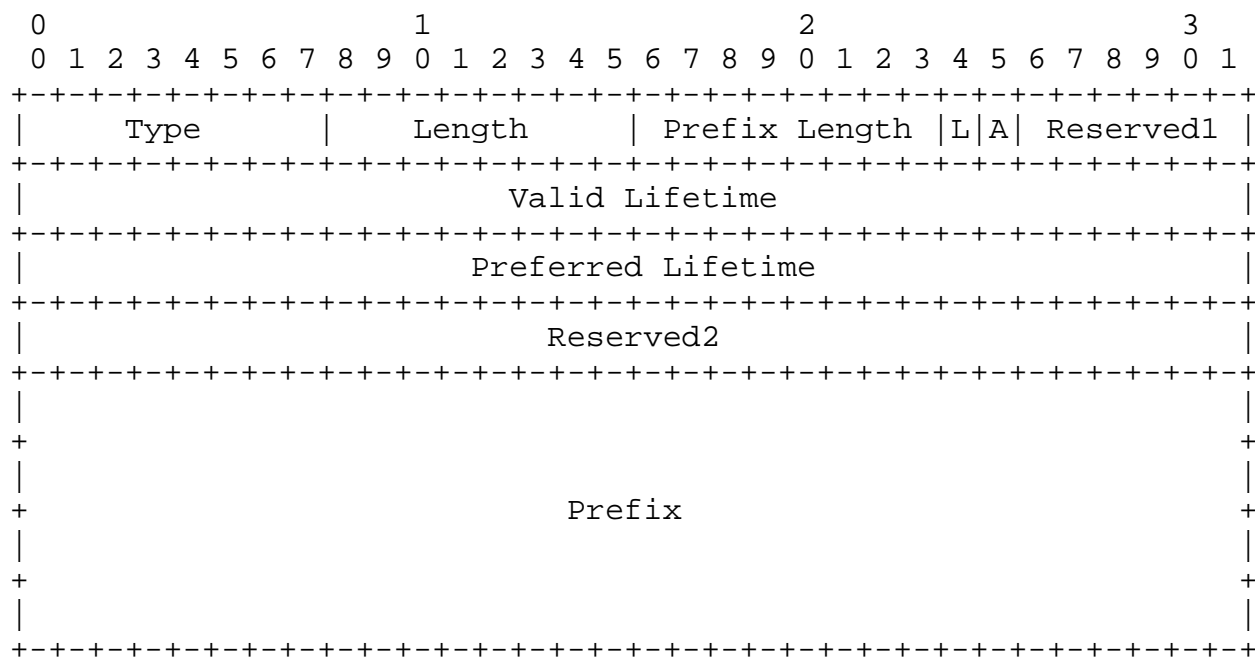 0                   1                   2                   3
 0 1 2 3 4 5 6 7 8 9 0 1 2 3 4 5 6 7 8 9 0 1 2 3 4 5 6 7 8 9 0 1
+-+-+-+-+-+-+-+-+-+-+-+-+-+-+-+-+-+-+-+-+-+-+-+-+-+-+-+-+-+-+-+-+
|     Type      |    Length     | Prefix Length |L|A| Reserved1 |
+-+-+-+-+-+-+-+-+-+-+-+-+-+-+-+-+-+-+-+-+-+-+-+-+-+-+-+-+-+-+-+-+
|                         Valid Lifetime                        |
+-+-+-+-+-+-+-+-+-+-+-+-+-+-+-+-+-+-+-+-+-+-+-+-+-+-+-+-+-+-+-+-+
|                       Preferred Lifetime                      |
+-+-+-+-+-+-+-+-+-+-+-+-+-+-+-+-+-+-+-+-+-+-+-+-+-+-+-+-+-+-+-+-+
|                           Reserved2                           |
+-+-+-+-+-+-+-+-+-+-+-+-+-+-+-+-+-+-+-+-+-+-+-+-+-+-+-+-+-+-+-+-+
|                                                               |
+                                                               +
|                                                               |
+                            Prefix                             +
|                                                               |
+                                                               +
|                                                               |
+-+-+-+-+-+-+-+-+-+-+-+-+-+-+-+-+-+-+-+-+-+-+-+-+-+-+-+-+-+-+-+-+